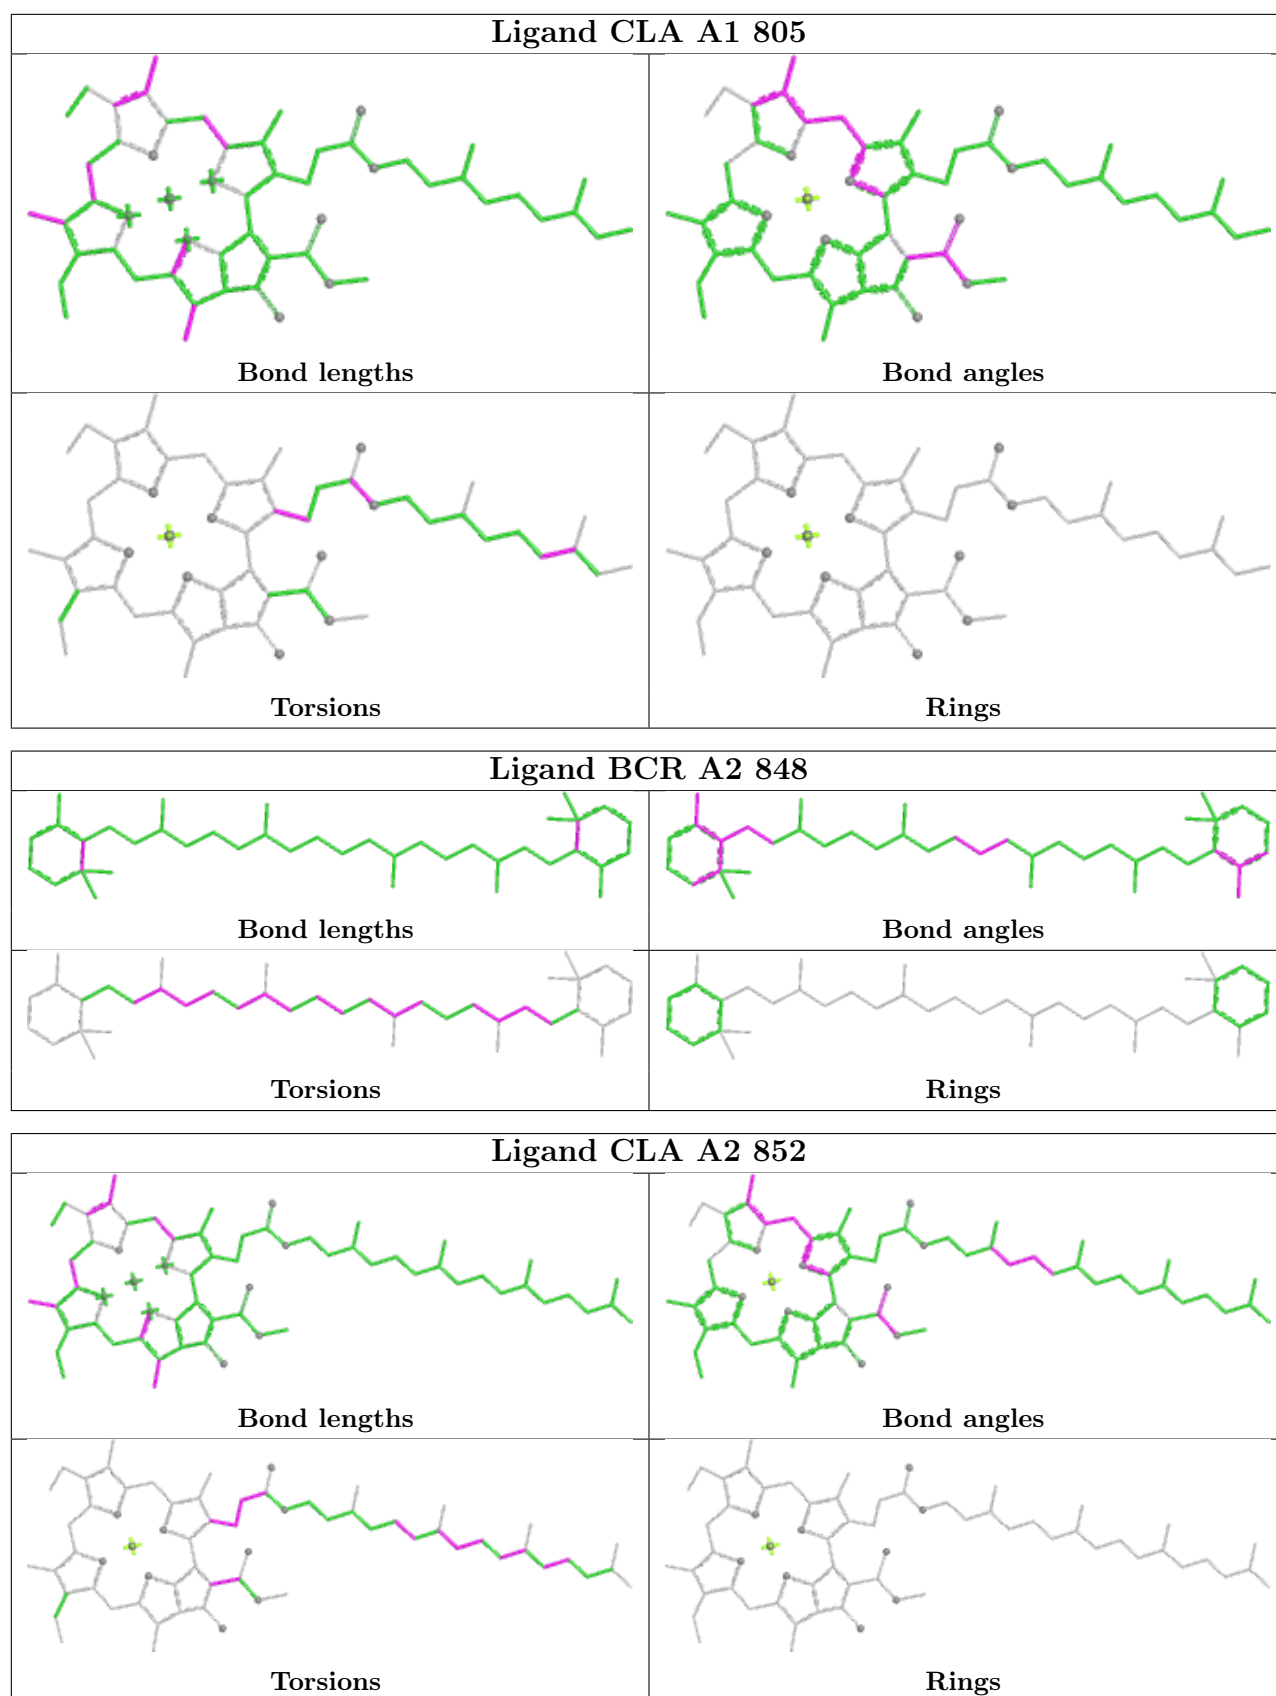 Ligand CLA A1 805
Bond lengths
Bond angles
Torsions
Rings
Ligand BCR A2 848
Bond lengths
Bond angles
Torsions
Rings
Ligand CLA A2 852
Bond lengths
Bond angles
Torsions
Rings